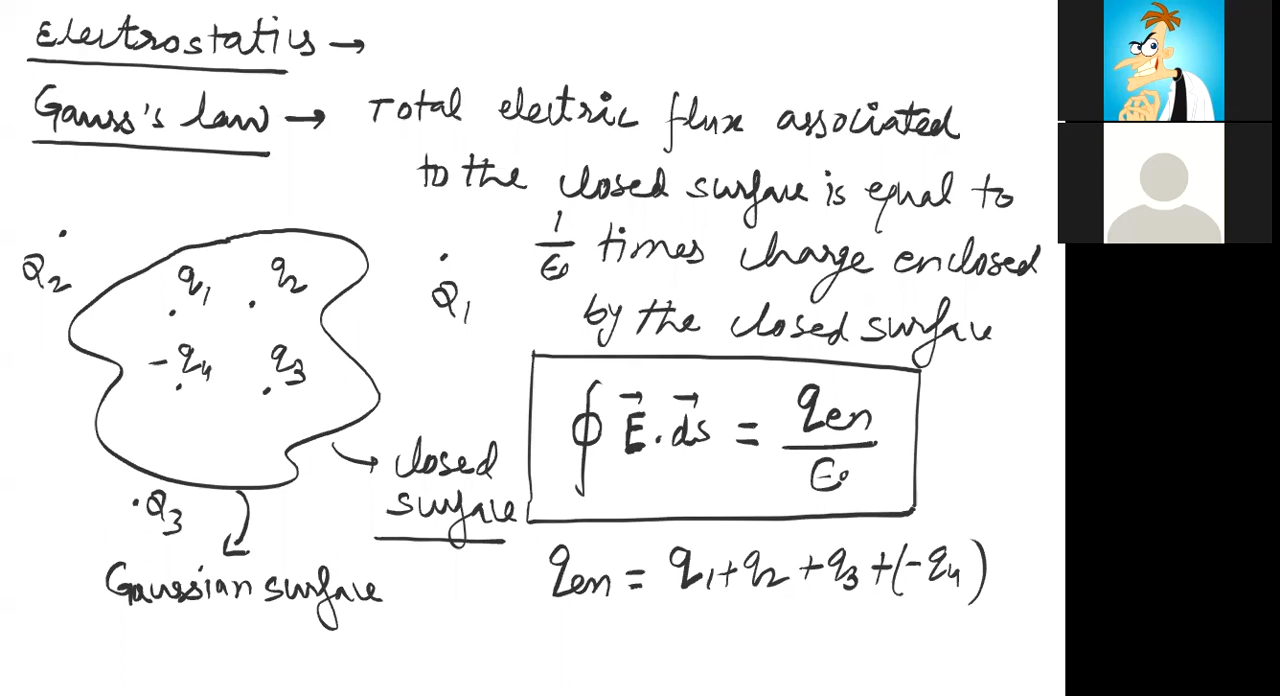 Electrostatics →
Gauss's law → Total electric flux associated
to the closed surface is equal to
1/ϵ₀ times charge enclosed
by the closed surface
Q₂
q₁ q₂
Q₁
-q₄ q₃
∮ E⃗.d⃗s = qen/ϵ₀
→ closed
surface
Q₃
Gaussian surface
qen = q₁+q₂+q₃+(-q₄)